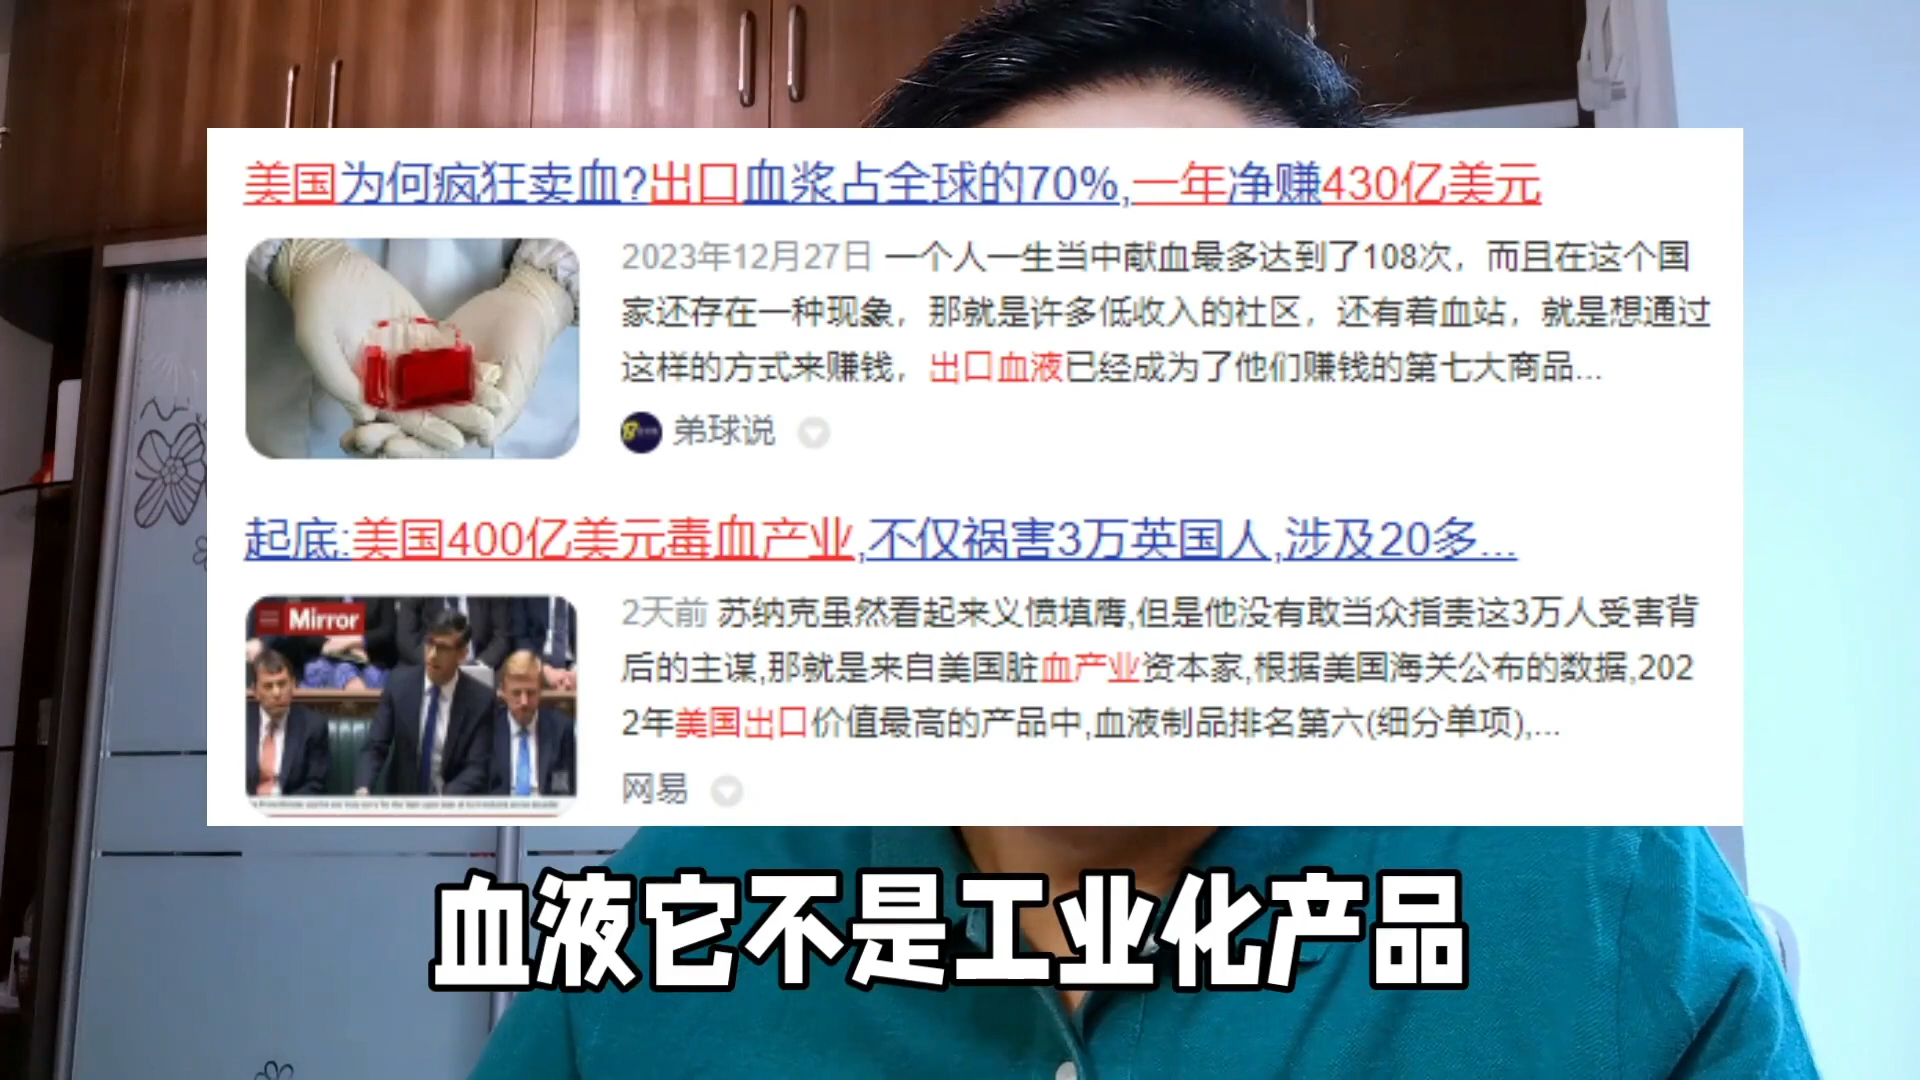 美国为何疯狂卖血?出口血浆占全球的70%,一年净赚430亿美元
2023年12月27日 一个人一生当中献血最多达到了108次，而且在这个国
家还存在一种现象，那就是许多低收入的社区，还有着血站，就是想通过
这样的方式来赚钱，出口血液已经成为了他们赚钱的第七大商品...
弟球说
起底:美国400亿美元毒血产业,不仅祸害3万英国人,涉及20多...
Mirror
2天前 苏纳克虽然看起来义愤填膺,但是他没有敢当众指责这3万人受害背
后的主谋,那就是来自美国脏血产业资本家,根据美国海关公布的数据,202
2年美国出口价值最高的产品中,血液制品排名第六(细分单项),...
网易
血液它不是工业化产品